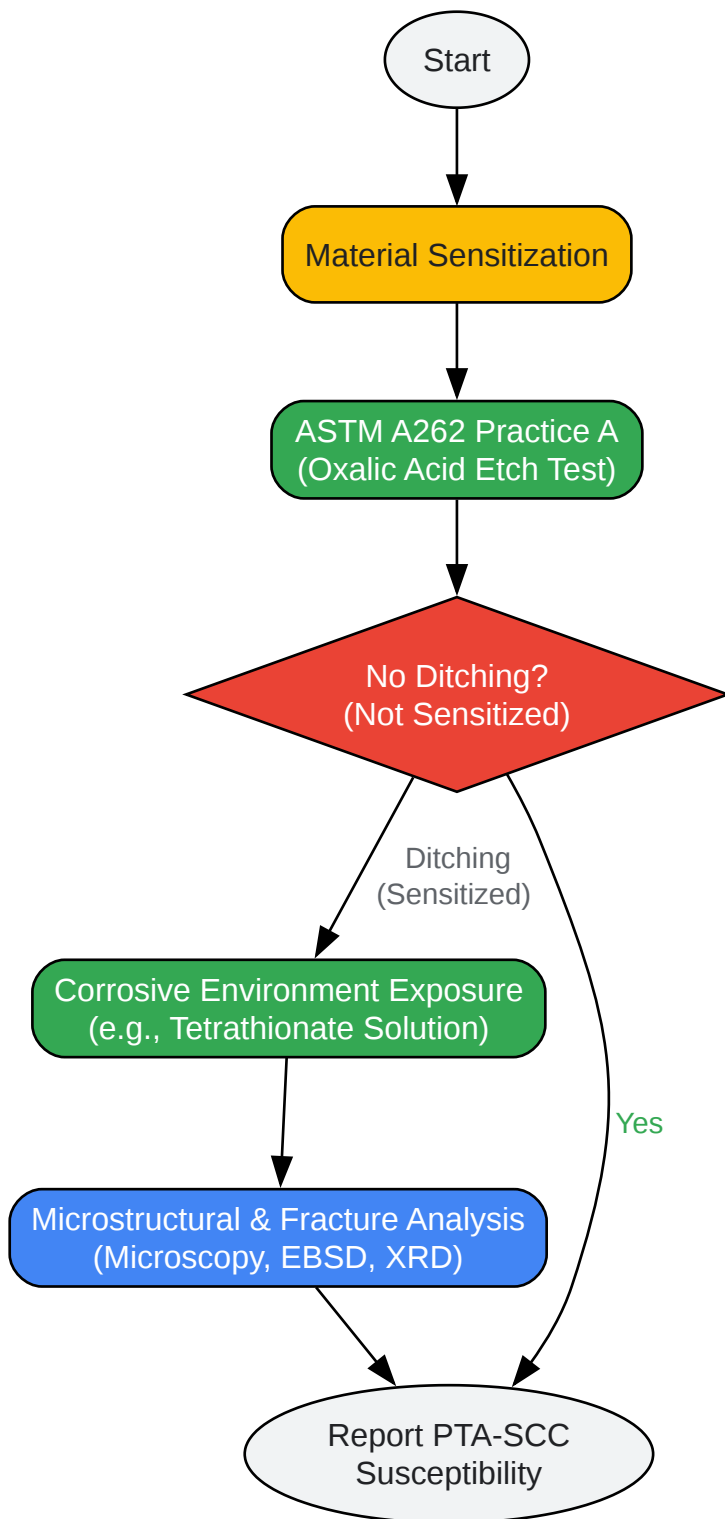 Start
Material Sensitization
ASTM A262 Practice A
(Oxalic Acid Etch Test)
No Ditching?
(Not Sensitized)
Ditching
(Sensitized)
Corrosive Environment Exposure
(e.g., Tetrathionate Solution)
Yes
Microstructural & Fracture Analysis
(Microscopy, EBSD, XRD)
Report PTA-SCC
Susceptibility